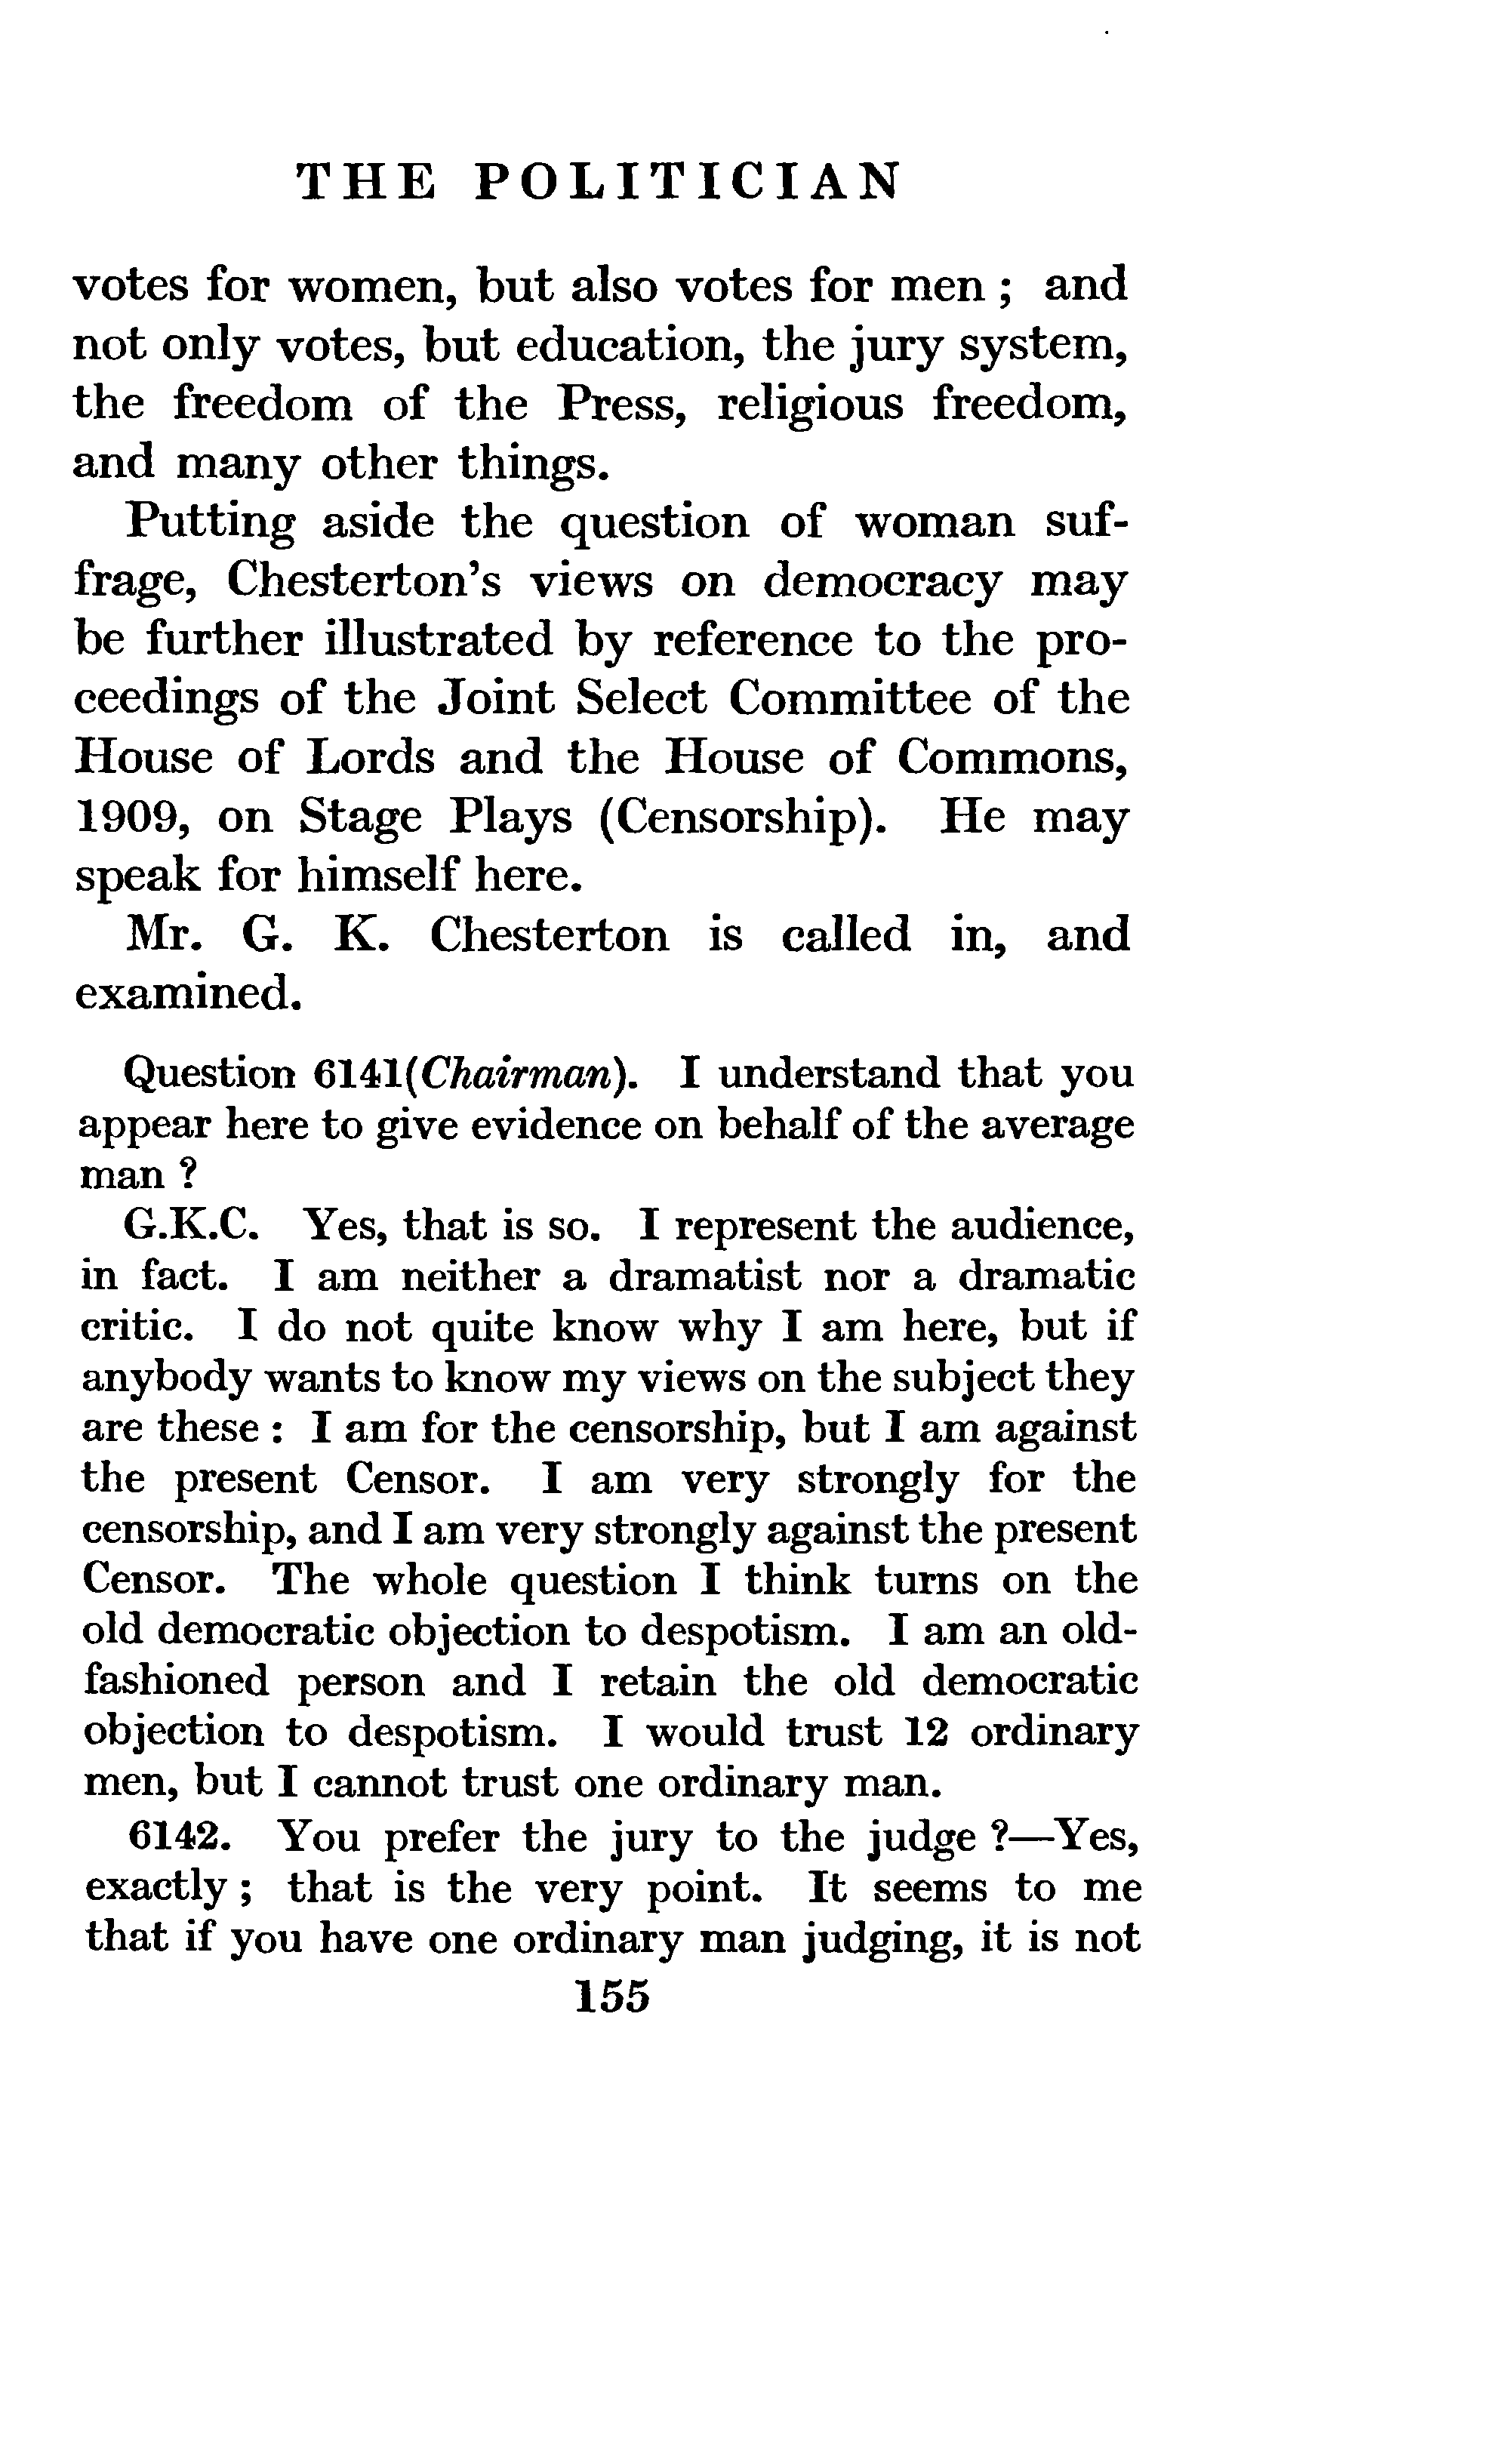 THE POLITICIAN
votes for women, but also votes for men ; and
not only votes, but education, the jury system,
the freedom of the Press, religious freedom,
and many other things.
Putting aside the question of woman suf-
frage, Chesterton's views on democracy may
be further illustrated by reference to the pro-
ceedings of the Joint Select Committee of the
House of Lords and the House of Commons,
1909, on Stage Plays (Censorship). He may
speak for himself here.
Mr. G. K. Chesterton is called in, and
examined.
Question 6141(Chairman). I understand that you
appear here to give evidence on behalf of the average
man ?
G.K.C. Yes, that is so. I represent the audience,
in fact. I am neither a dramatist nor a dramatic
critic. I do not quite know why I am here, but if
anybody wants to know my views on the subject they
are these : I am for the censorship, but I am against
the present Censor. I am very strongly for the
censorship, and I am very strongly against the present
Censor. The whole question I think turns on the
old democratic objection to despotism. I am an old-
fashioned person and I retain the old democratic
objection to despotism. I would trust 12 ordinary
men, but I cannot trust one ordinary man.
6142. You prefer the jury to the judge ?—Yes,
exactly ; that is the very point. It seems to me
that if you have one ordinary man judging, it is not
155